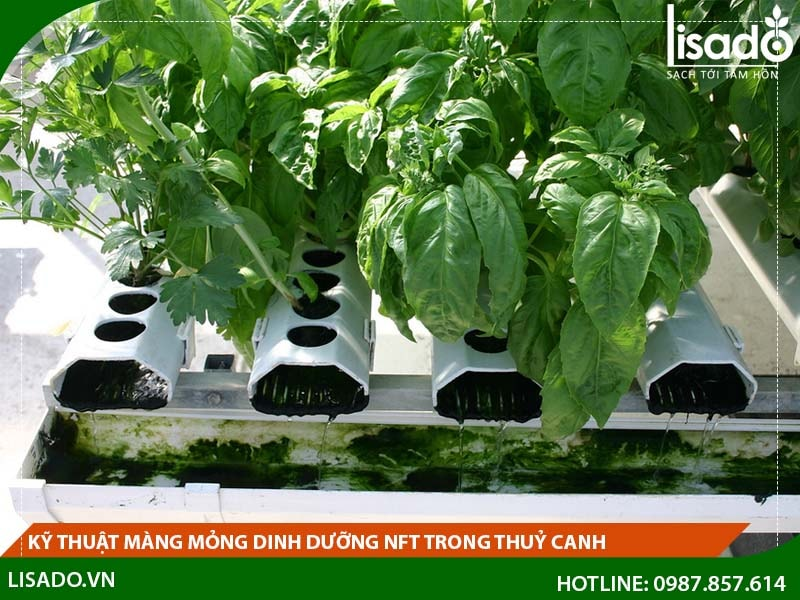 lisado
SẠCH TỚI TÂM HỒN
KỸ THUẬT MÀNG MỎNG DINH DƯỠNG NFT TRONG THUỶ CANH
LISADO.VN
HOTLINE: 0987.857.614